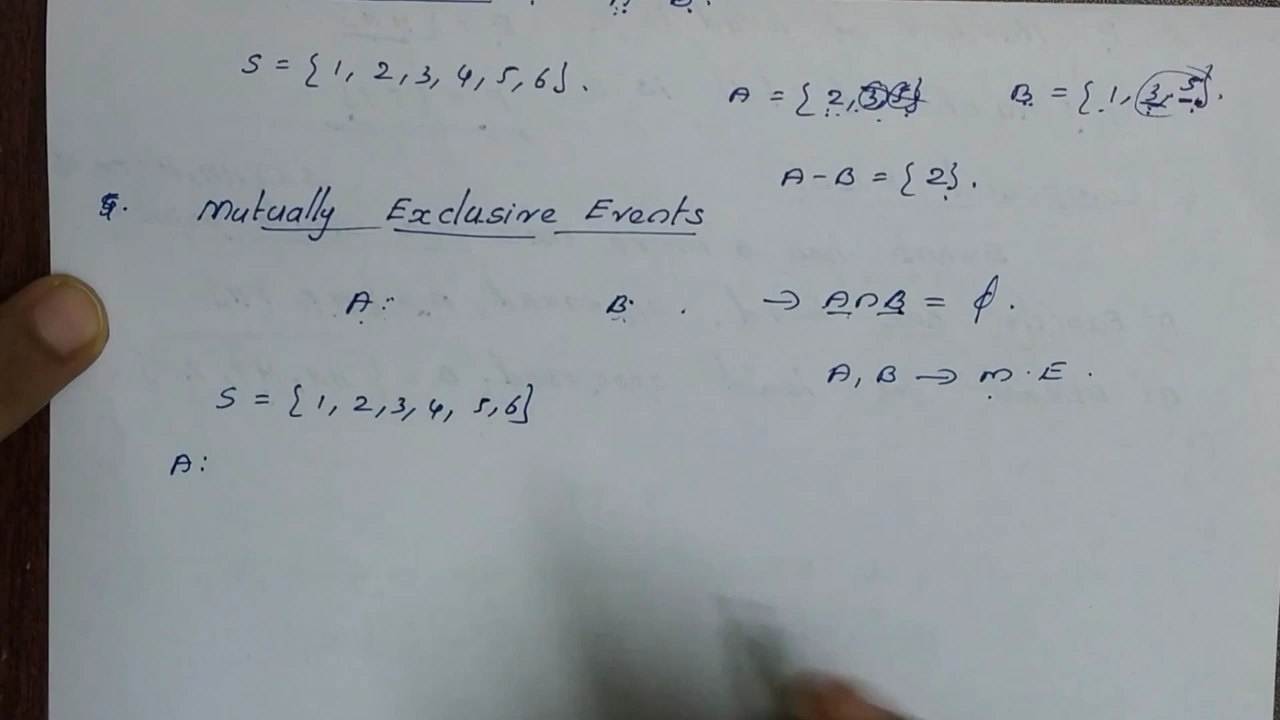 S = { 1, 2, 3, 4, 5, 6}.
A = { 2, 3, 5} B = { 1, 3, 5}.
A - B = { 2}.
5. Mutually Exclusive Events
A: B: . → A∩B = ϕ.
A, B → M.E.
S = { 1, 2, 3, 4, 5, 6}
A: